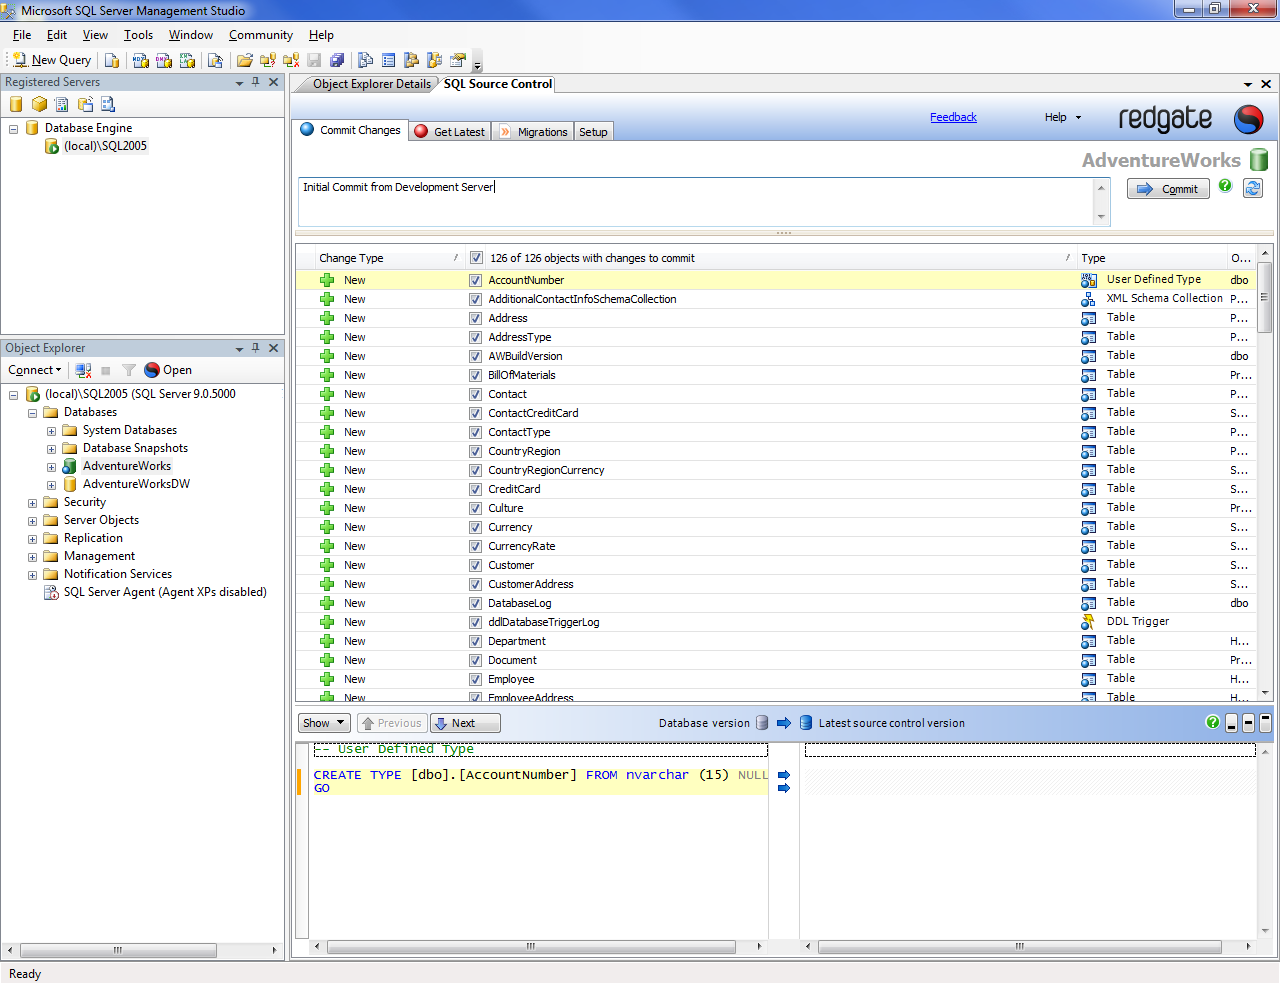 Microsoft SQL Server Management Studio
File Edit View Tools Window Community Help
New Query
Registered Servers
Database Engine
(local)\SQL2005
Object Explorer
Connect Open
(local)\SQL2005 (SQL Server 9.0.5000
Databases
System Databases
Database Snapshots
AdventureWorks
AdventureWorksDW
Security
Server Objects
Replication
Management
Notification Services
SQL Server Agent (Agent XPs disabled)
Object Explorer Details SQL Source Control
Commit Changes Get Latest Migrations Setup
Feedback Help redgate
AdventureWorks
Initial Commit from Development Server
Commit
Change Type 126 of 126 objects with changes to commit Type O...
New AccountNumber User Defined Type dbo
New AdditionalContactInfoSchemaCollection XML Schema Collection P...
New Address Table P...
New AddressType Table P...
New AWBuildVersion Table dbo
New BillOfMaterials Table Pr...
New Contact Table P...
New ContactCreditCard Table S...
New ContactType Table P...
New CountryRegion Table P...
New CountryRegionCurrency Table S...
New CreditCard Table S...
New Culture Table Pr...
New Currency Table S...
New CurrencyRate Table S...
New Customer Table S...
New CustomerAddress Table S...
New DatabaseLog Table dbo
New ddlDatabaseTriggerLog DDL Trigger
New Department Table H...
New Document Table Pr...
New Employee Table H...
New EmployeeAddress Table H...
Show Previous Next Database version Latest source control version
-- User Defined Type
CREATE TYPE [dbo].[AccountNumber] FROM nvarchar (15) NULL
GO
Ready